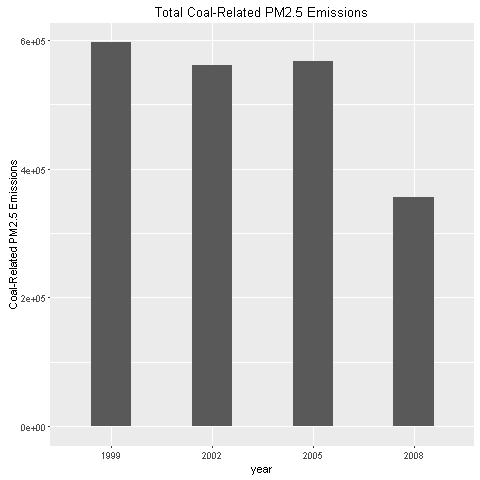 Total Coal-Related PM2.5 Emissions
6e+05
4e+05
2e+05
0e+00
Coal-Related PM2.5 Emissions
1999 2002 2005 2008
year